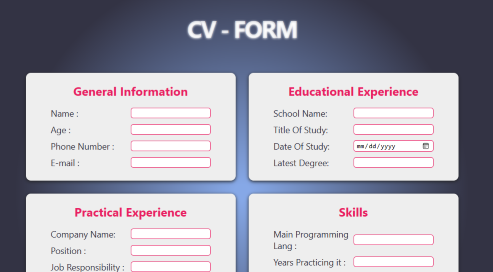 CV - FORM
General Information
Name :
Age :
Phone Number :
E-mail :
Educational Experience
School Name:
Title Of Study:
Date Of Study:
mm/dd/yyyy
Latest Degree:
Practical Experience
Company Name:
Position :
Job Responsibility :
Skills
Main Programming
Lang :
Years Practicing it :